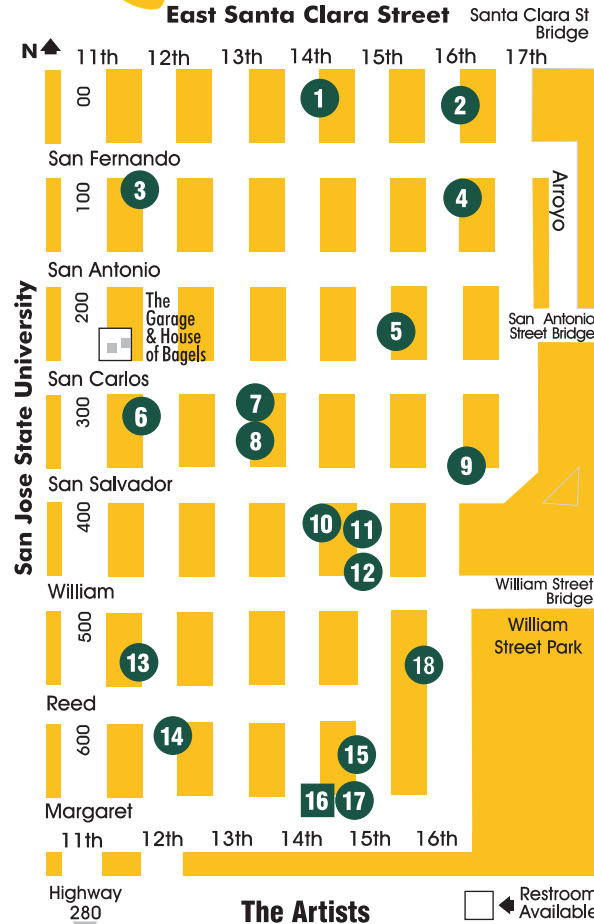 East Santa Clara Street
Santa Clara St
Bridge
N
11th 12th 13th 14th 15th 16th 17th
00
1
2
San Fernando
100
3
4
Arroyo
San Antonio
200
The
Garage
& House
of Bagels
5
San Antonio
Street Bridge
San Jose State University
San Carlos
300
6
7
8
9
San Salvador
400
10
11
12
William
William Street
Bridge
500
William
Street Park
13
18
Reed
600
14
15
16
17
Margaret
11th 12th 13th 14th 15th 16th
Highway
280
The Artists
Restroom
Available